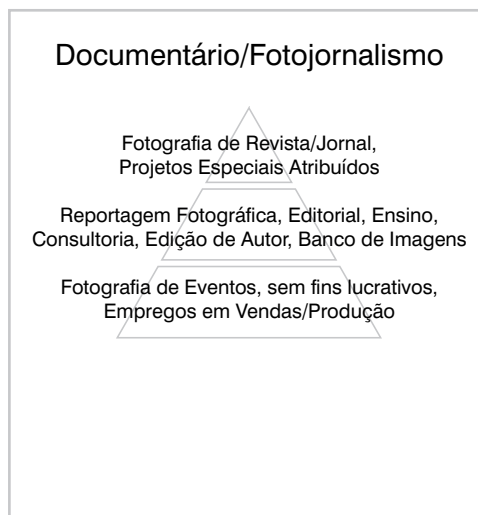 Documentário/Fotojornalismo
Fotografia de Revista/Jornal,
Projetos Especiais Atribuídos
Reportagem Fotográfica, Editorial, Ensino,
Consultoria, Edição de Autor, Banco de Imagens
Fotografia de Eventos, sem fins lucrativos,
Empregos em Vendas/Produção